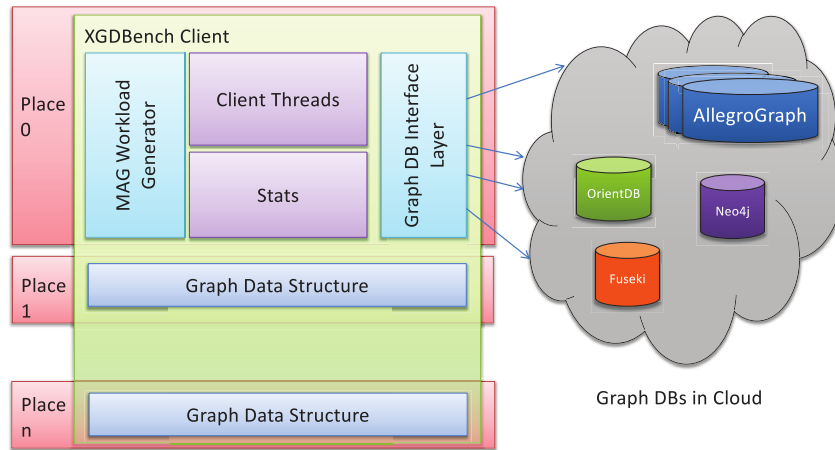 XGDBench Client
Place
0
MAG Workload
Generator
Client Threads
Stats
Graph DB Interface
Layer
Place
1
Graph Data Structure
Place
n
Graph Data Structure
AllegroGraph
OrientDB
Neo4j
Fuseki
Graph DBs in Cloud